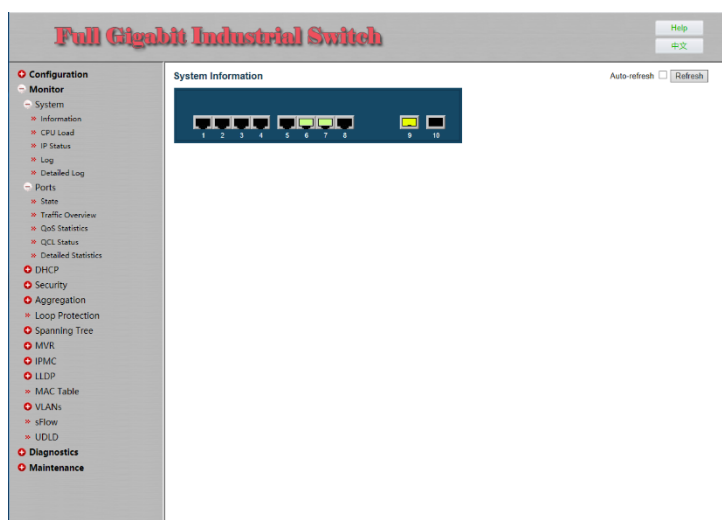 Full Gigabit Industrial Switch
Help
中文
Configuration
Monitor
System
Information
CPU Load
IP Status
Log
Detailed Log
Ports
State
Traffic Overview
QoS Statistics
QCL Status
Detailed Statistics
DHCP
Security
Aggregation
Loop Protection
Spanning Tree
MVR
IPMC
LLDP
MAC Table
VLANs
sFlow
UDLD
Diagnostics
Maintenance
System Information
Auto-refresh Refresh
1 2 3 4 5 6 7 8 9 10